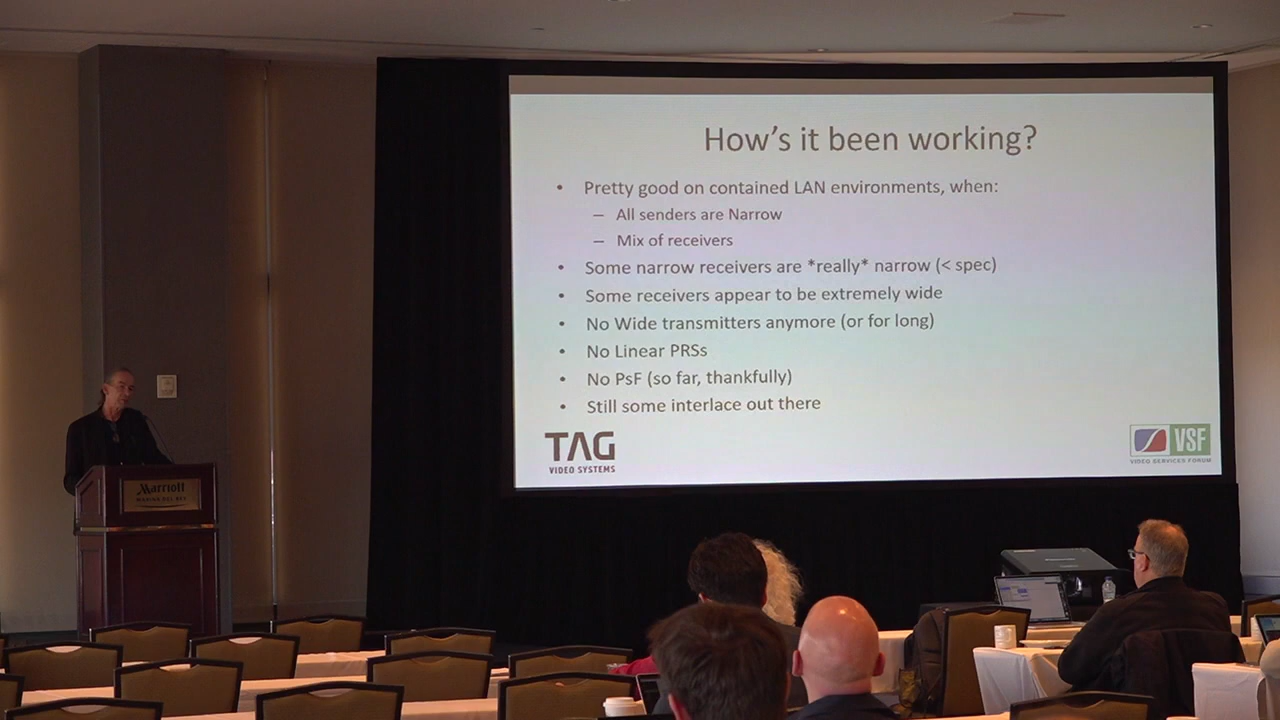 How's it been working?
• Pretty good on contained LAN environments, when:
– All senders are Narrow
– Mix of receivers
• Some narrow receivers are *really* narrow (< spec)
• Some receivers appear to be extremely wide
• No Wide transmitters anymore (or for long)
• No Linear PRSs
• No PsF (so far, thankfully)
• Still some interlace out there
TAG
VIDEO SYSTEMS
VSF
VIDEO SERVICES FORUM
Marriott
MARINA DEL REY